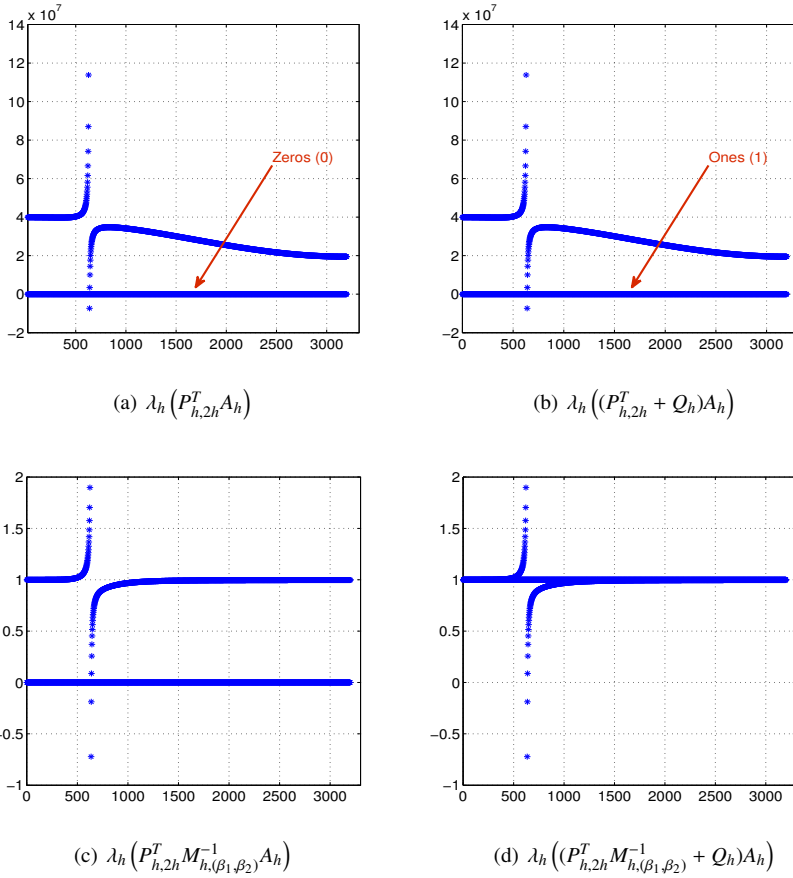 x 10⁷ x 10⁷
14 14
12 12
10 10
8 8
Zeros (0) Ones (1)
6 6
4 4
2 2
0 0
−2 −2
500 1000 1500 2000 2500 3000 0 500 1000 1500 2000 2500 3000
(a) λ_h (P^T_{h,2h} A_h) (b) λ_h ((P^T_{h,2h} + Q_h)A_h)
2 2
1.5 1.5
1 1
0.5 0.5
0 0
−0.5 −0.5
−1 −1
0 500 1000 1500 2000 2500 3000 0 500 1000 1500 2000 2500 3000
(c) λ_h (P^T_{h,2h} M^{−1}_{h,(β₁,β₂)} A_h) (d) λ_h ((P^T_{h,2h} M^{−1}_{h,(β₁,β₂)} + Q_h)A_h)